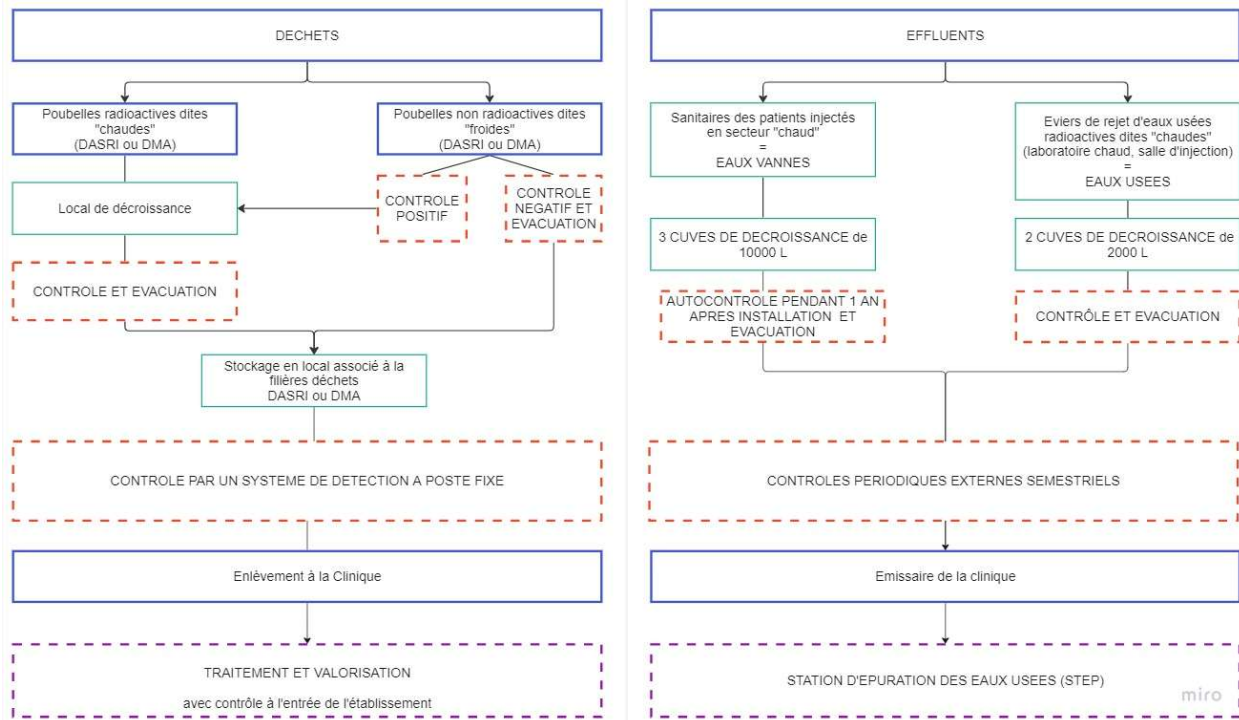 DECHETS
Poubelles radioactives dites
"chaudes"
(DASRI ou DMA)
Poubelles non radioactives dites
"froides"
(DASRI ou DMA)
Local de décroissance
CONTROLE
POSITIF
CONTROLE
NEGATIF ET
EVACUATION
CONTROLE ET EVACUATION
Stockage en local associé à la
filières déchets
DASRI ou DMA
CONTROLE PAR UN SYSTEME DE DETECTION A POSTE FIXE
Enlèvement à la Clinique
TRAITEMENT ET VALORISATION
avec contrôle à l'entrée de l'établissement
EFFLUENTS
Sanitaires des patients injectés
en secteur "chaud"
=
EAUX VANNES
Eviers de rejet d'eaux usées
radioactives dites "chaudes"
(laboratoire chaud, salle d'injection)
=
EAUX USEES
3 CUVES DE DECROISSANCE de
10000 L
2 CUVES DE DECROISSANCE de
2000 L
AUTOCONTROLE PENDANT 1 AN
APRES INSTALLATION ET
EVACUATION
CONTRÔLE ET EVACUATION
CONTROLES PERIODIQUES EXTERNES SEMESTRIELS
Emissaire de la clinique
STATION D'EPURATION DES EAUX USEES (STEP)
miro